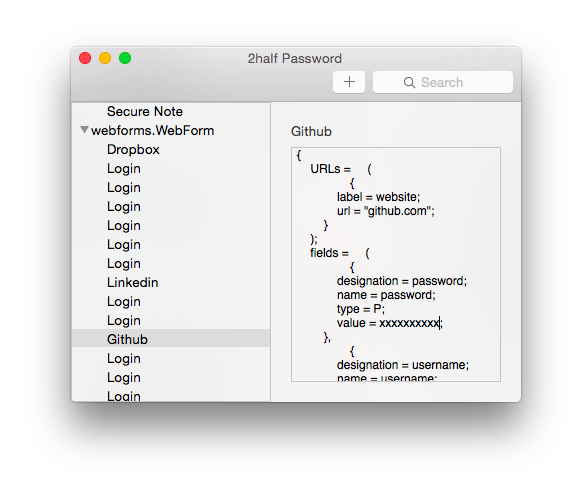 2half Password
+
Search
Secure Note
webforms.WebForm
Dropbox
Login
Login
Login
Login
Login
Login
Linkedin
Login
Login
Github
Login
Login
Login
Github
{
URLs = (
{
label = website;
url = "github.com";
}
);
fields = (
{
designation = password;
name = password;
type = P;
value = xxxxxxxxxx;
},
{
designation = username;
name = username;